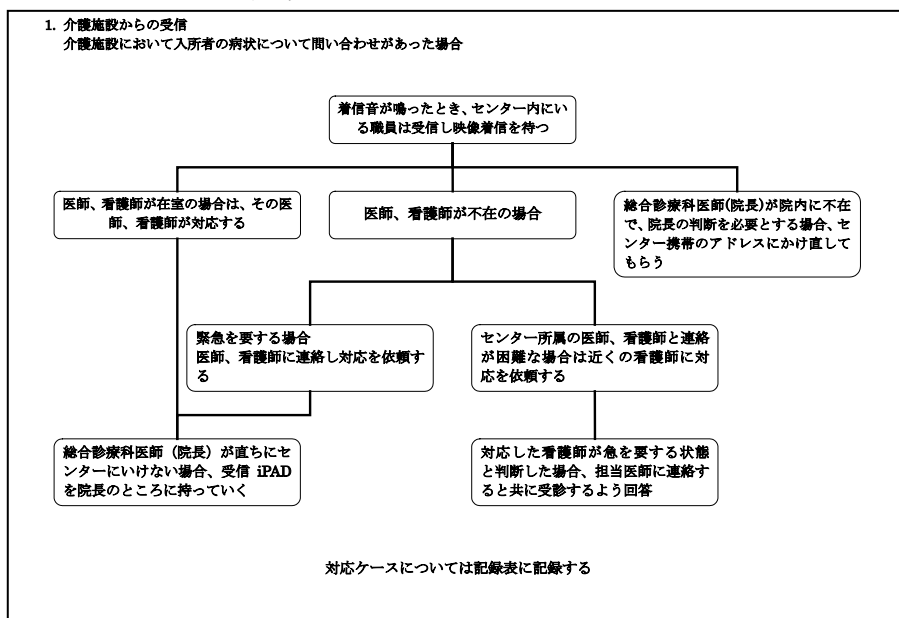 1. 介護施設からの受信
介護施設において入所者の病状について問い合わせがあった場合
着信音が鳴ったとき、センター内にい
る職員は受信し映像着信を待つ
医師、看護師が在室の場合は、その医
師、看護師が対応する
医師、看護師が不在の場合
総合診療科医師(院長)が院内に不在
で、院長の判断を必要とする場合、セ
ンター携帯のアドレスにかけ直して
もらう
緊急を要する場合
医師、看護師に連絡し対応を依頼す
る
センター所属の医師、看護師と連絡
が困難な場合は近くの看護師に対
応を依頼する
総合診療科医師（院長）が直ちに
センターにいけない場合、受信 iPAD
を院長のところに持っていく
対応した看護師が急を要する状態
と判断した場合、担当医師に連絡す
ると共に受診するよう回答
対応ケースについては記録表に記録する